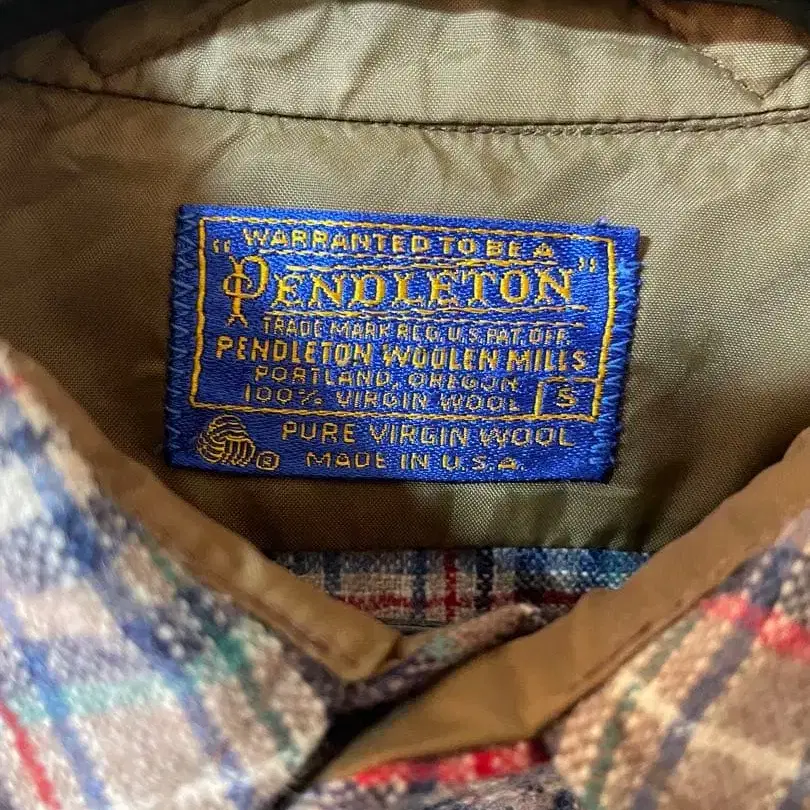 WARRANTED TO BE A
"PENDLETON"
TRADE MARK REG. U.S. PAT. OFF.
PENDLETON WOOLEN MILLS
PORTLAND, OREGON
100% VIRGIN WOOL S
PURE VIRGIN WOOL
® MADE IN U.S.A.